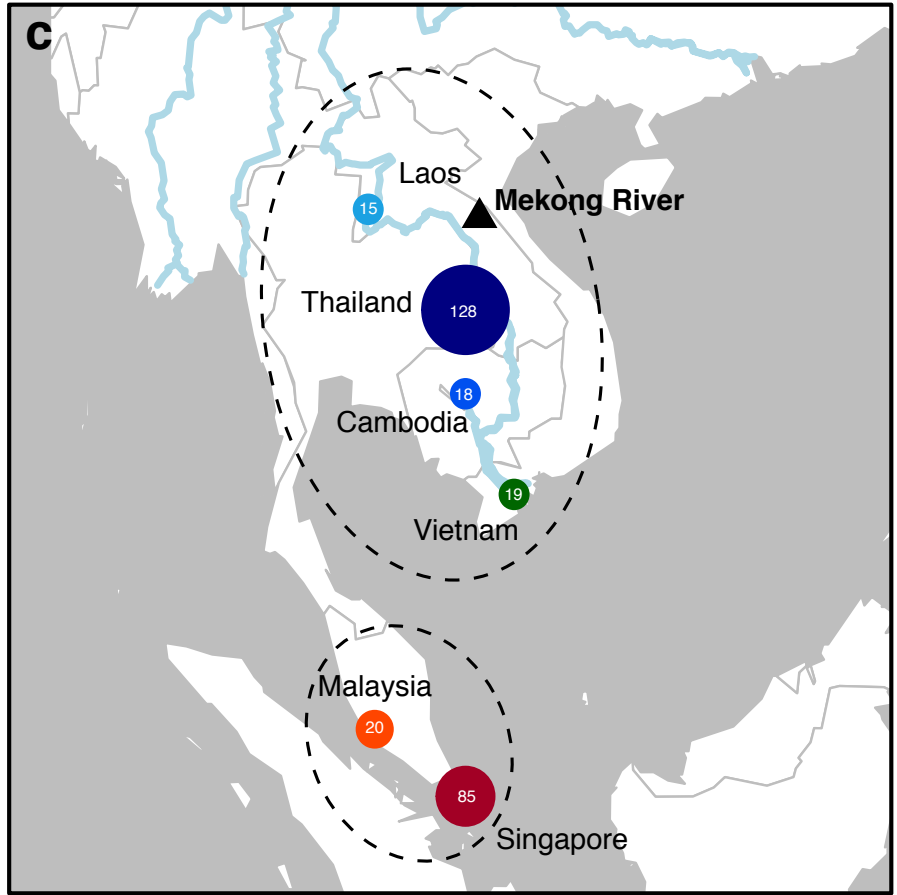 C
Laos
15
Mekong River
Thailand
128
18
Cambodia
19
Vietnam
Malaysia
20
85
Singapore